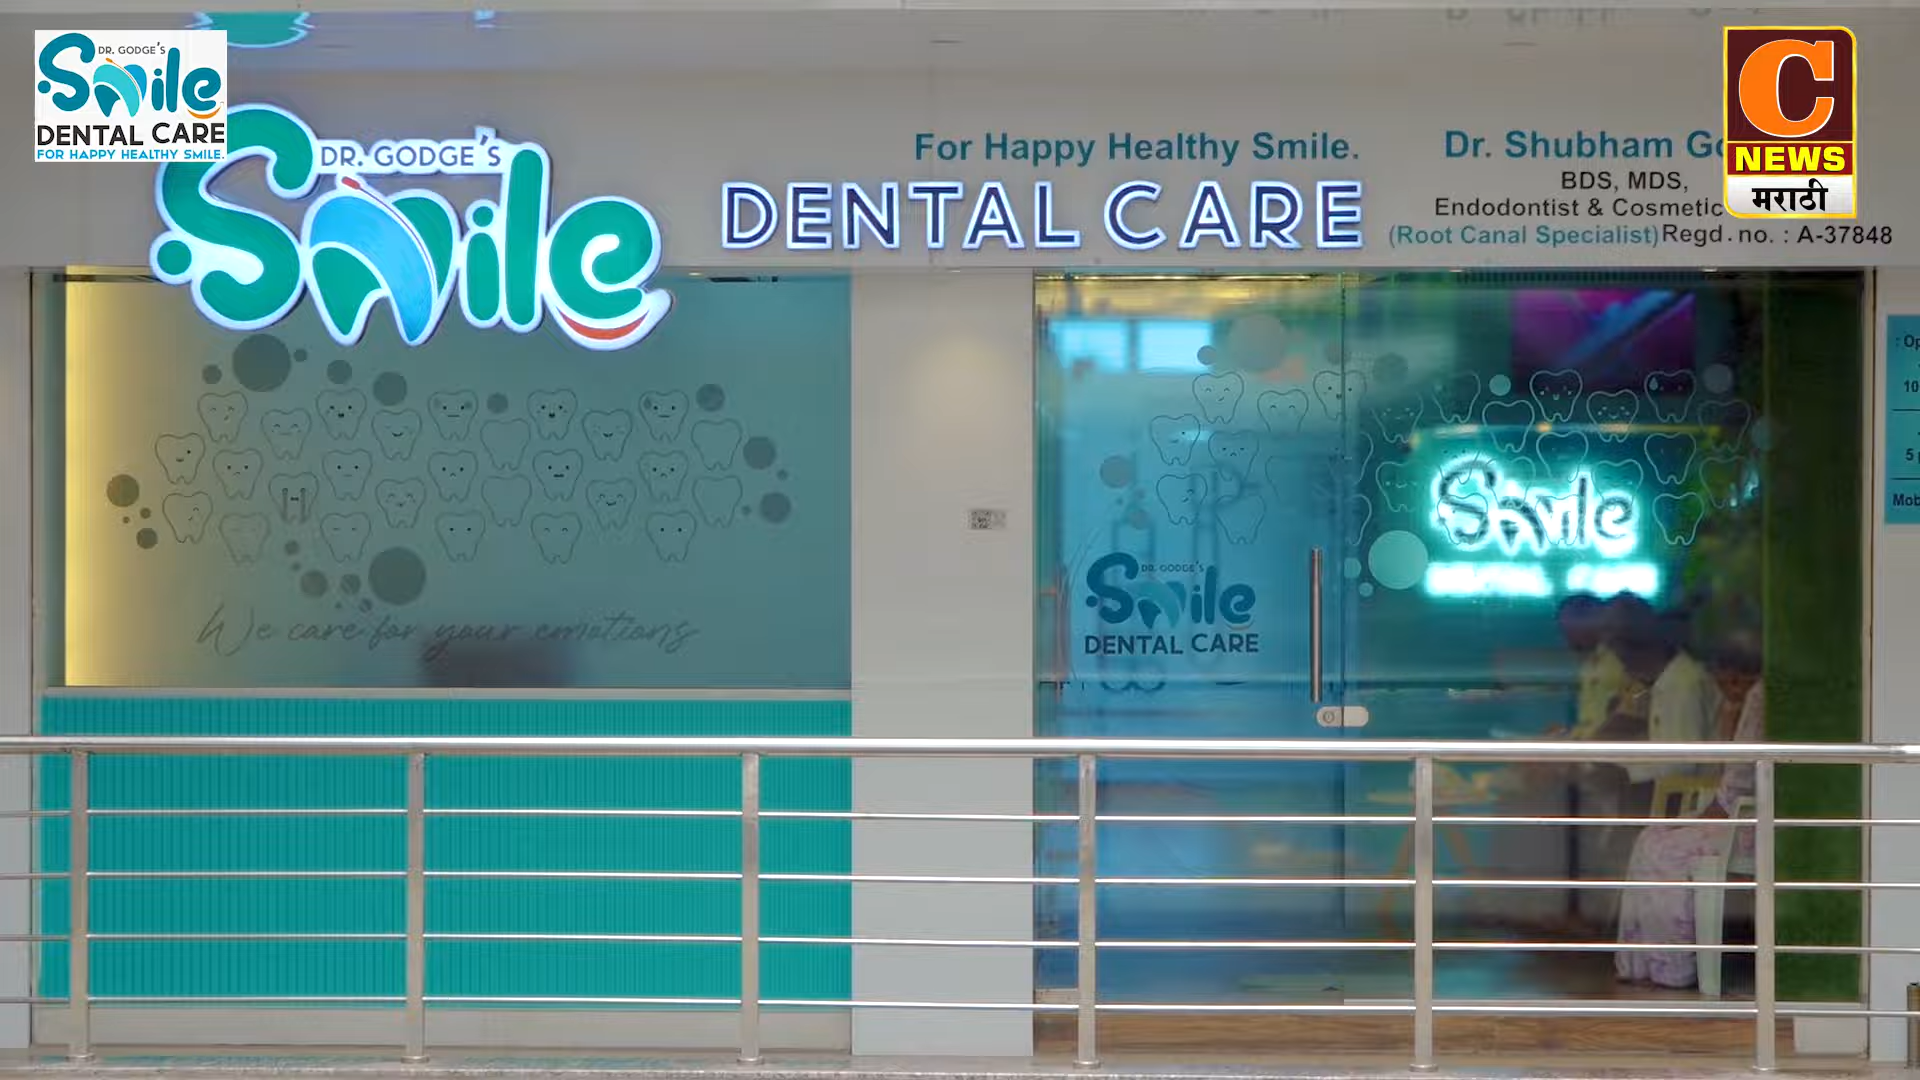 DR. GODGE'S
Smile
DENTAL CARE
FOR HAPPY HEALTHY SMILE.
DR. GODGE'S
Smile
For Happy Healthy Smile.
DENTAL CARE
Dr. Shubham
BDS, MDS,
Endodontist & Cosmetic
(Root Canal Specialist) Regd. no. : A-37848
C
NEWS
मराठी
We care for your emotions
DR. GODGE'S
Smile
DENTAL CARE
Smile
10
5